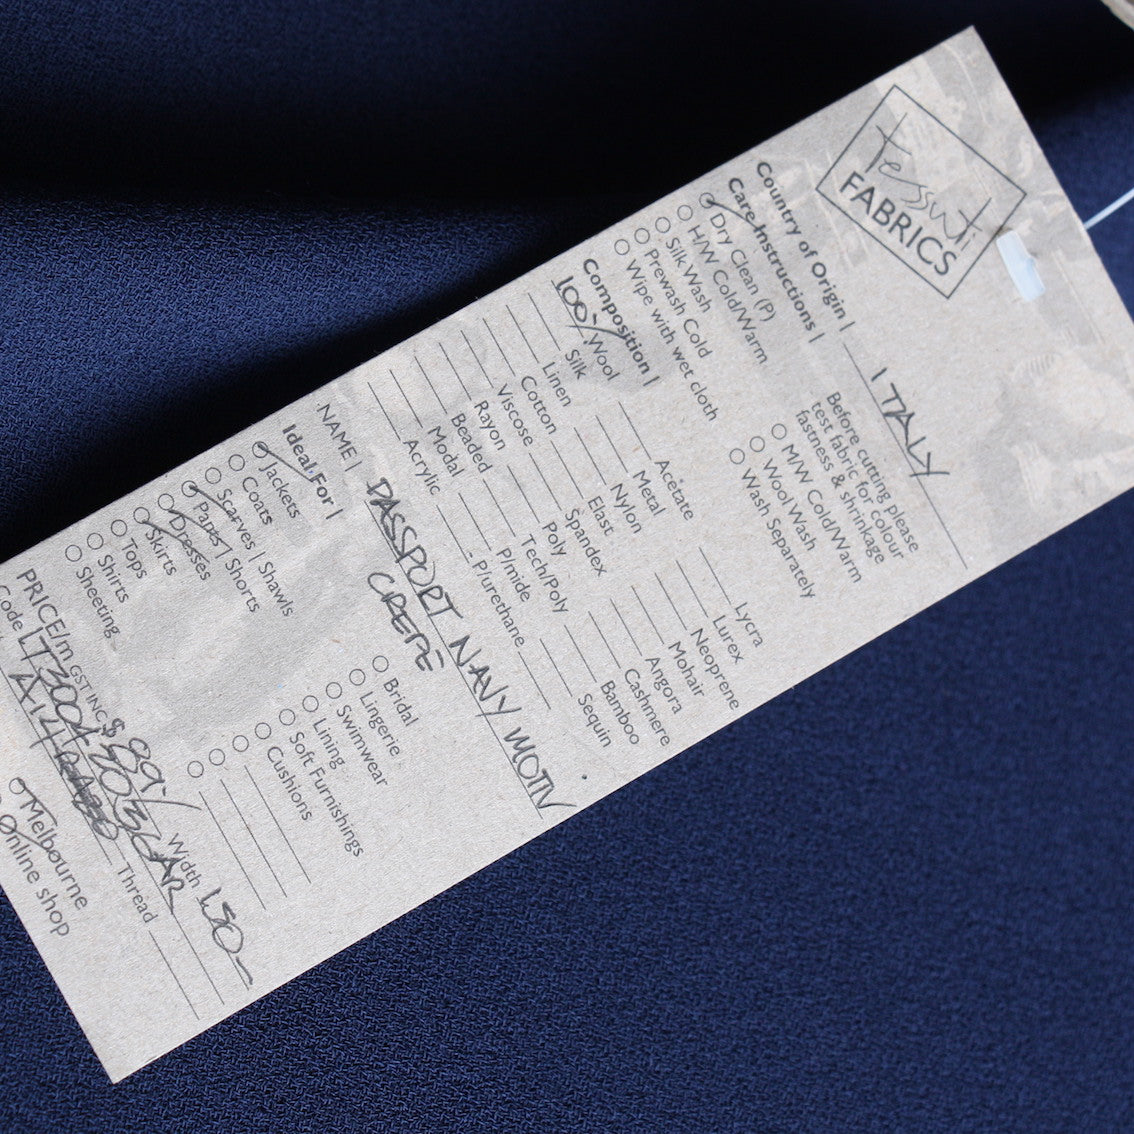 tessuti
FABRICS
Country of Origin | ITALY
Care Instructions |
Dry Clean (P)
H/W Cold/Warm
Silk Wash
Prewash Cold
Wipe with wet cloth
Before cutting please
test fabric for colour
fastness & shrinkage
M/W Cold/Warm
Wool Wash
Wash Separately
Composition |
100% Wool
Silk
Linen
Cotton
Viscose
Rayon
Beaded
Modal
Acrylic
Acetate
Metal
Nylon
Elast
Spandex
Poly
Tech/Poly
P/mide
P/urethane
Lycra
Lurex
Neoprene
Mohair
Angora
Cashmere
Bamboo
Sequin
NAME | PASSPORT NAVY MOTIV
CREPE
Ideal For |
Jackets
Coats
Scarves | Shawls
Pants | Shorts
Dresses
Skirts
Tops
Shirts
Sheeting
Bridal
Lingerie
Swimwear
Lining
Soft Furnishings
Cushions
PRICE/m GST INC $89 Width 150
Code
Thread
Melbourne
Online shop